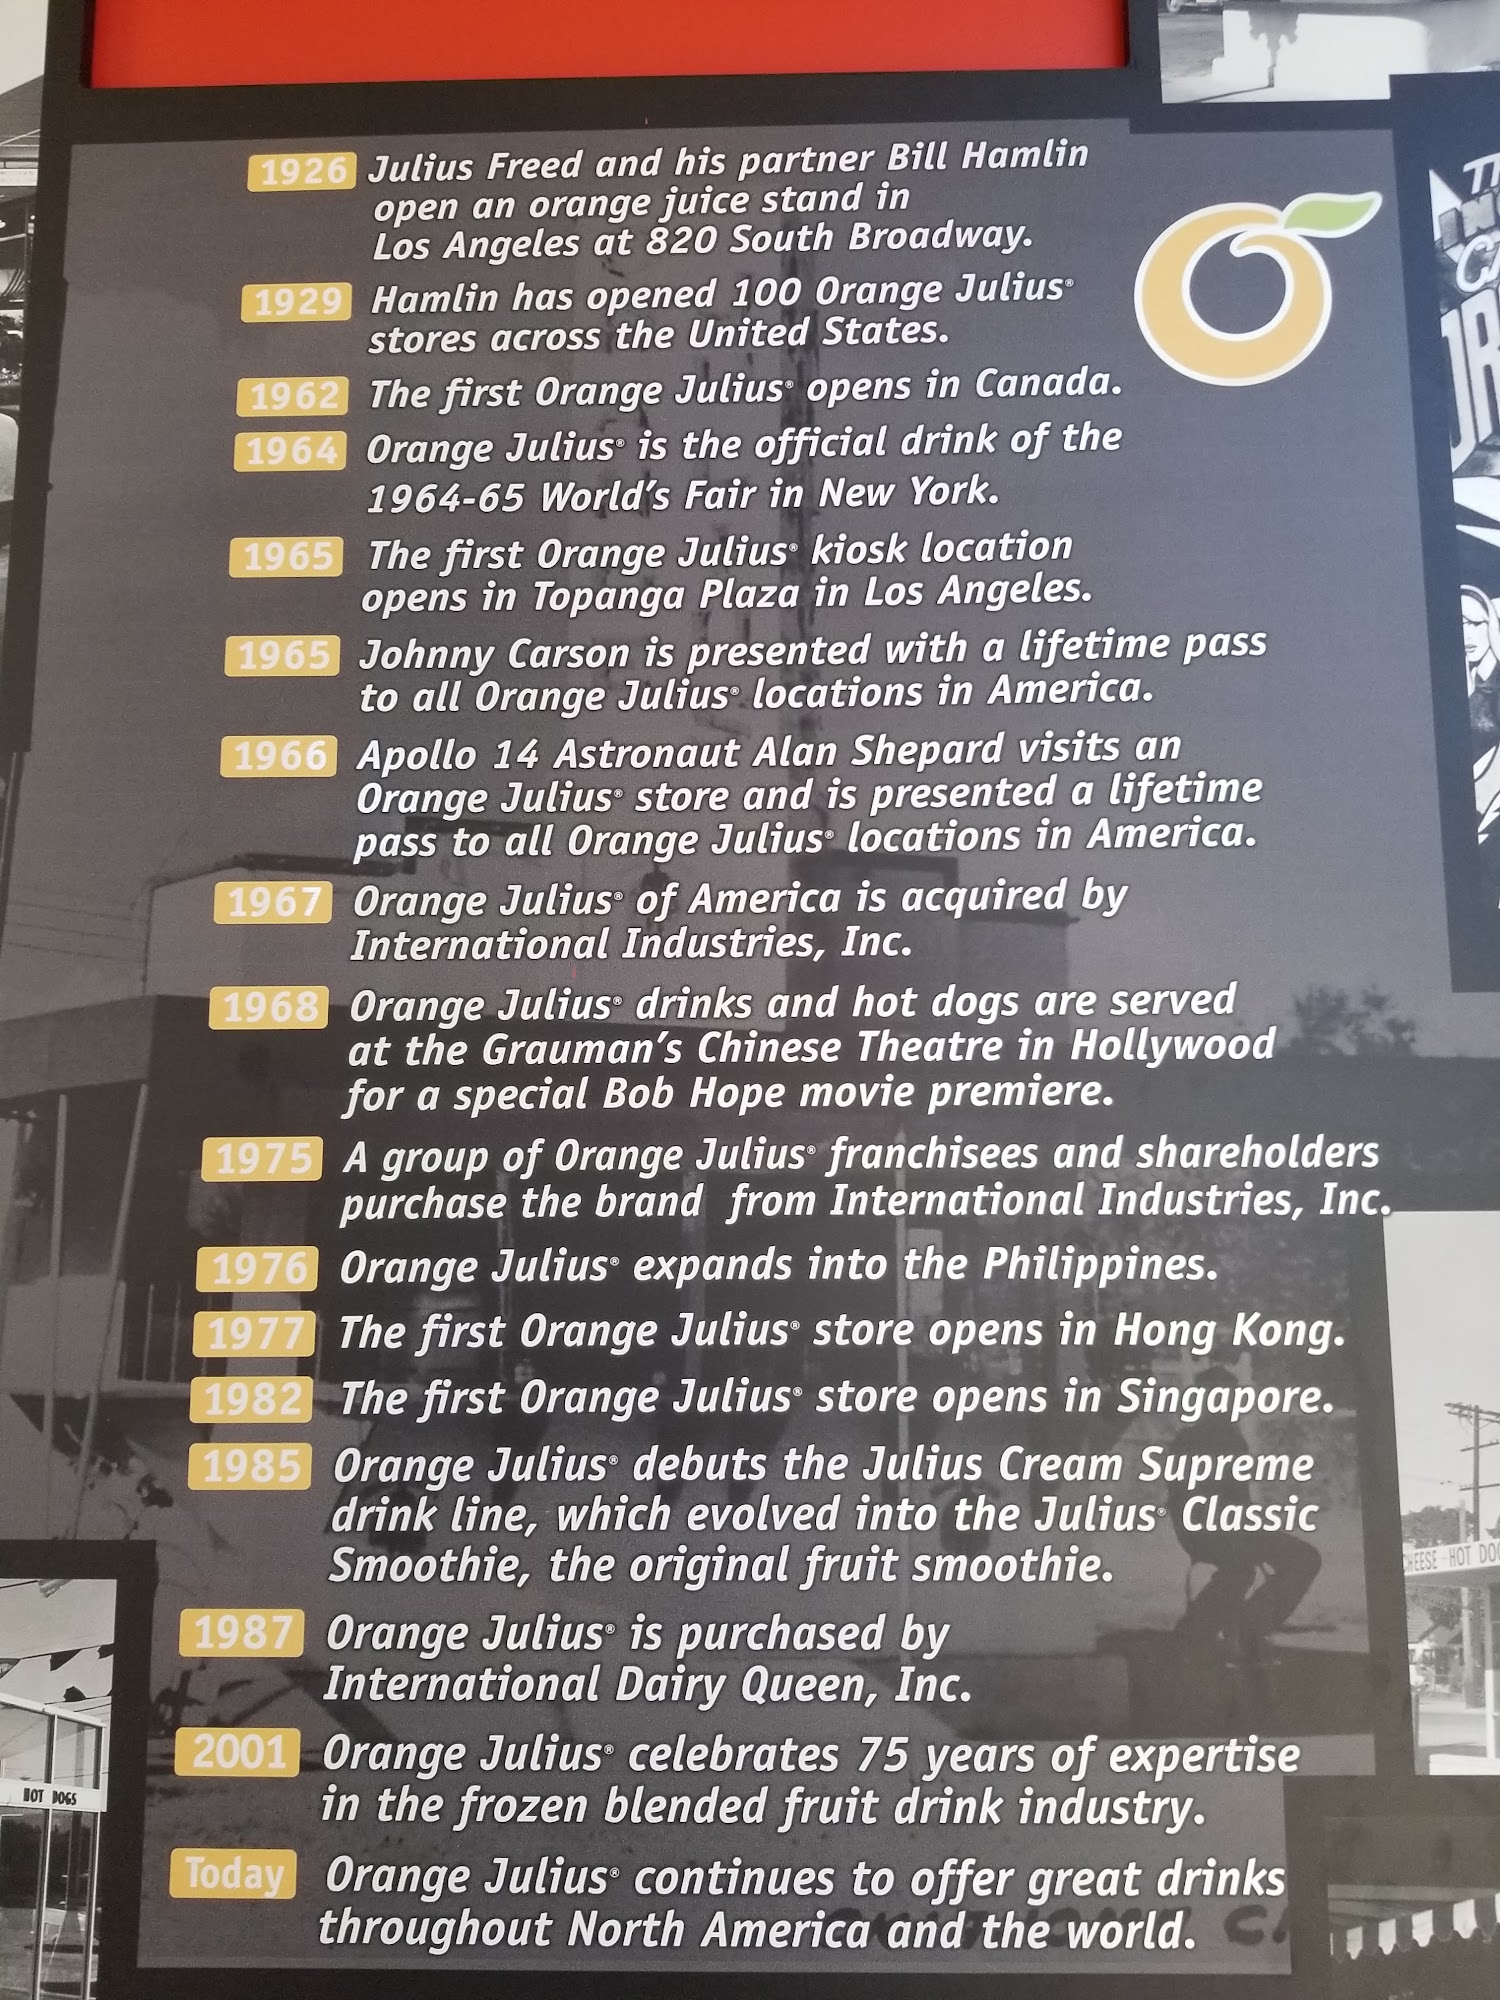 1926 Julius Freed and his partner Bill Hamlin
open an orange juice stand in
Los Angeles at 820 South Broadway.
1929 Hamlin has opened 100 Orange Julius®
stores across the United States.
1962 The first Orange Julius® opens in Canada.
1964 Orange Julius® is the official drink of the
1964-65 World's Fair in New York.
1965 The first Orange Julius® kiosk location
opens in Topanga Plaza in Los Angeles.
1965 Johnny Carson is presented with a lifetime pass
to all Orange Julius® locations in America.
1966 Apollo 14 Astronaut Alan Shepard visits an
Orange Julius® store and is presented a lifetime
pass to all Orange Julius® locations in America.
1967 Orange Julius® of America is acquired by
International Industries, Inc.
1968 Orange Julius® drinks and hot dogs are served
at the Grauman's Chinese Theatre in Hollywood
for a special Bob Hope movie premiere.
1975 A group of Orange Julius® franchisees and shareholders
purchase the brand from International Industries, Inc.
1976 Orange Julius® expands into the Philippines.
1977 The first Orange Julius® store opens in Hong Kong.
1982 The first Orange Julius® store opens in Singapore.
1985 Orange Julius® debuts the Julius Cream Supreme
drink line, which evolved into the Julius® Classic
Smoothie, the original fruit smoothie.
HOT DOG
1987 Orange Julius® is purchased by
International Dairy Queen, Inc.
2001 Orange Julius® celebrates 75 years of expertise
in the frozen blended fruit drink industry.
HOT DOGS
Today Orange Julius® continues to offer great drinks
throughout North America and the world.